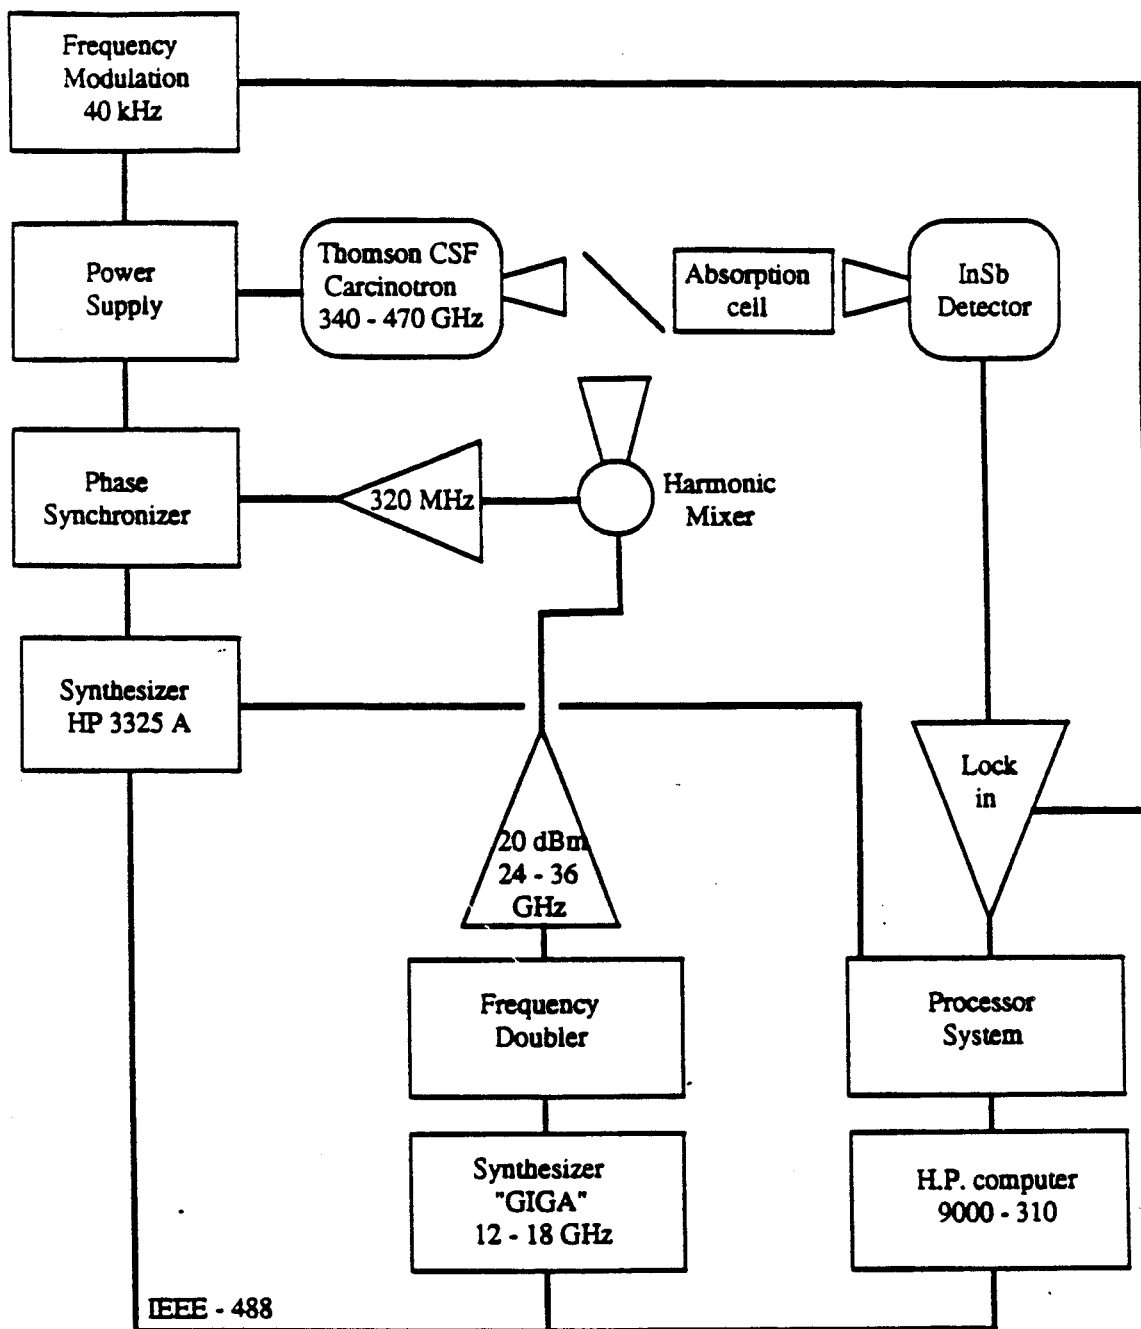 Frequency
Modulation
40 kHz
Power
Supply
Thomson CSF
Carcinotron
340 - 470 GHz
Absorption
cell
InSb
Detector
Phase
Synchronizer
320 MHz
Harmonic
Mixer
Synthesizer
HP 3325 A
Lock
in
20 dBm
24 - 36
GHz
Frequency
Doubler
Processor
System
Synthesizer
"GIGA"
12 - 18 GHz
H.P. computer
9000 - 310
IEEE - 488